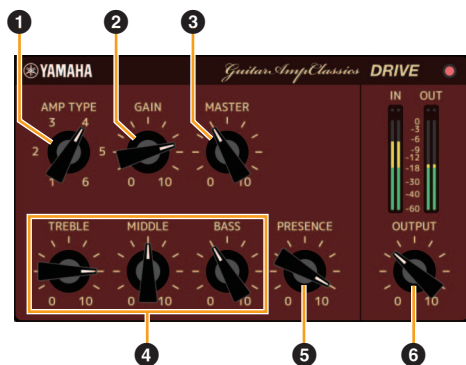 1 2 3
YAMAHA Guitar Amp Classics DRIVE
AMP TYPE GAIN MASTER IN OUT
3 4
2 5
1 6 0 10 0 10
0
-3
-6
-9
-12
-18
-30
-40
-60
TREBLE MIDDLE BASS PRESENCE OUTPUT
0 10 0 10 0 10 0 10 0 10
4 5 6